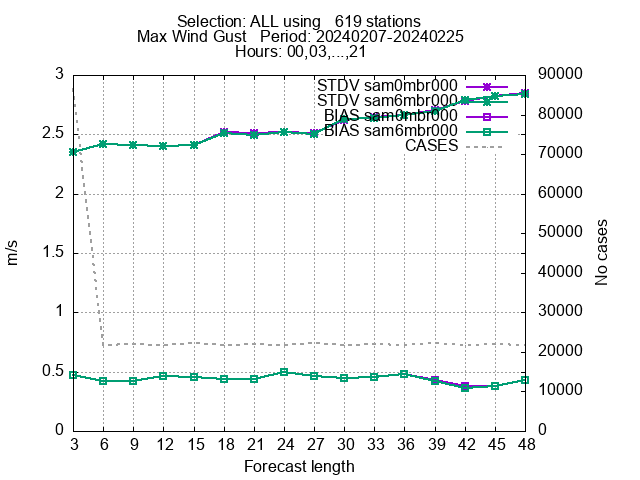 Selection: ALL using   619 stations
Max Wind Gust   Period: 20240207-20240225
Hours: 00,03,...,21
3
2.5
2
1.5
1
0.5
0
m/s
STDV sam0mbr000
STDV sam6mbr000
BIAS sam0mbr000
BIAS sam6mbr000
CASES
90000
80000
70000
60000
50000
40000
30000
20000
10000
0
No cases
3 6 9 12 15 18 21 24 27 30 33 36 39 42 45 48
Forecast length